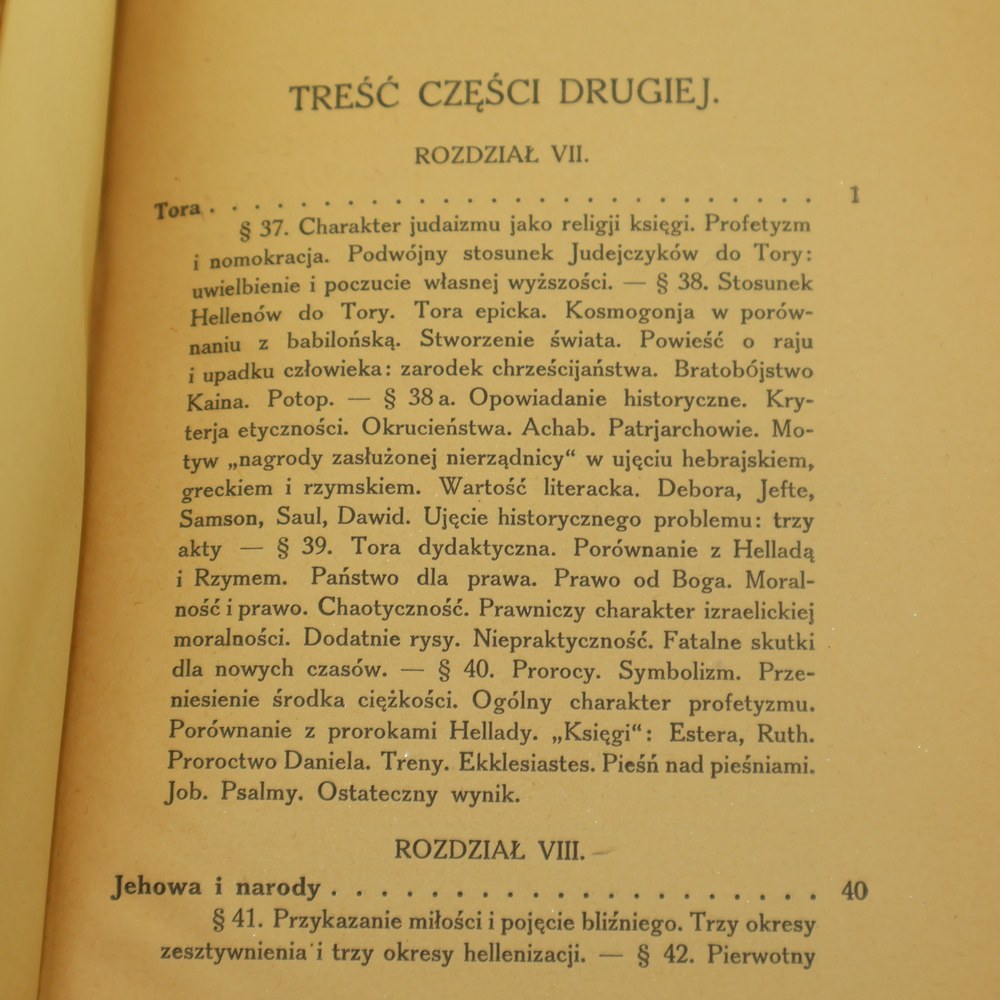 TREŚĆ CZĘŚCI DRUGIEJ.
ROZDZIAŁ VII.
Tora . . . . . . . . . . . . . . . . . . . . . . . . 1
§ 37. Charakter judaizmu jako religji księgi. Profetyzm
i nomokracja. Podwójny stosunek Judejczyków do Tory:
uwielbienie i poczucie własnej wyższości. — § 38. Stosunek
Hellenów do Tory. Tora epicka. Kosmogonja w porów-
naniu z babilońską. Stworzenie świata. Powieść o raju
i upadku człowieka: zarodek chrześcijaństwa. Bratobójstwo
Kaina. Potop. — § 38 a. Opowiadanie historyczne. Kry-
terja etyczności. Okrucieństwa. Achab. Patrjarchowie. Mo-
tyw „nagrody zasłużonej nierządnicy“ w ujęciu hebrajskiem,
greckiem i rzymskiem. Wartość literacka. Debora, Jefte,
Samson, Saul, Dawid. Ujęcie historycznego problemu: trzy
akty — § 39. Tora dydaktyczna. Porównanie z Helladą
i Rzymem. Państwo dla prawa. Prawo od Boga. Moral-
ność i prawo. Chaotyczność. Prawniczy charakter izraelickiej
moralności. Dodatnie rysy. Niepraktyczność. Fatalne skutki
dla nowych czasów. — § 40. Prorocy. Symbolizm. Prze-
niesienie środka ciężkości. Ogólny charakter profetyzmu.
Porównanie z prorokami Hellady. „Księgi“: Estera, Ruth.
Proroctwo Daniela. Treny. Ekklesiastes. Pieśń nad pieśniami.
Job. Psalmy. Ostateczny wynik.
ROZDZIAŁ VIII.
Jehowa i narody . . . . . . . . . . . . . . . . . . 40
§ 41. Przykazanie miłości i pojęcie bliźniego. Trzy okresy
zesztywnienia i trzy okresy hellenizacji. — § 42. Pierwotny